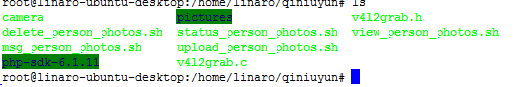 root@linaro-ubuntu-desktop:/home/linaro/qiniuyun# ls
camera pictures v4l2grab.h
delete_person_photos.sh status_person_photos.sh view_person_photos.sh
msg_person_photos.sh upload_person_photos.sh
php-sdk-6.1.11 v4l2grab.c
root@linaro-ubuntu-desktop:/home/linaro/qiniuyun#